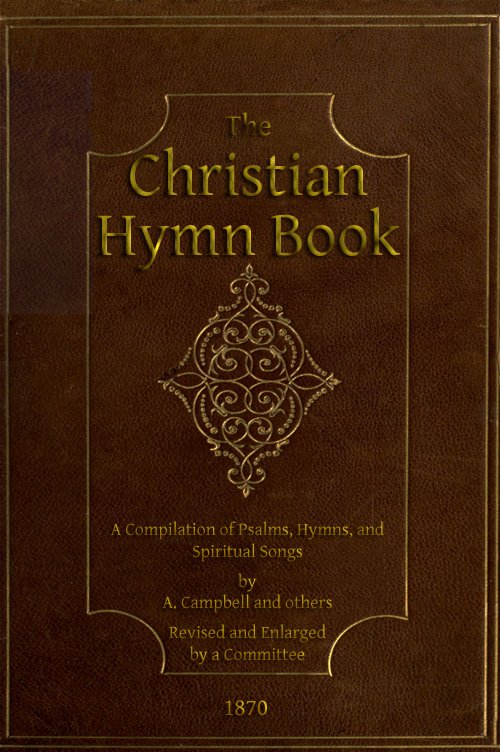 The
Christian
Hymn Book
A Compilation of Psalms, Hymns, and
Spiritual Songs
by
A. Campbell and others
Revised and Enlarged
by a Committee
1870